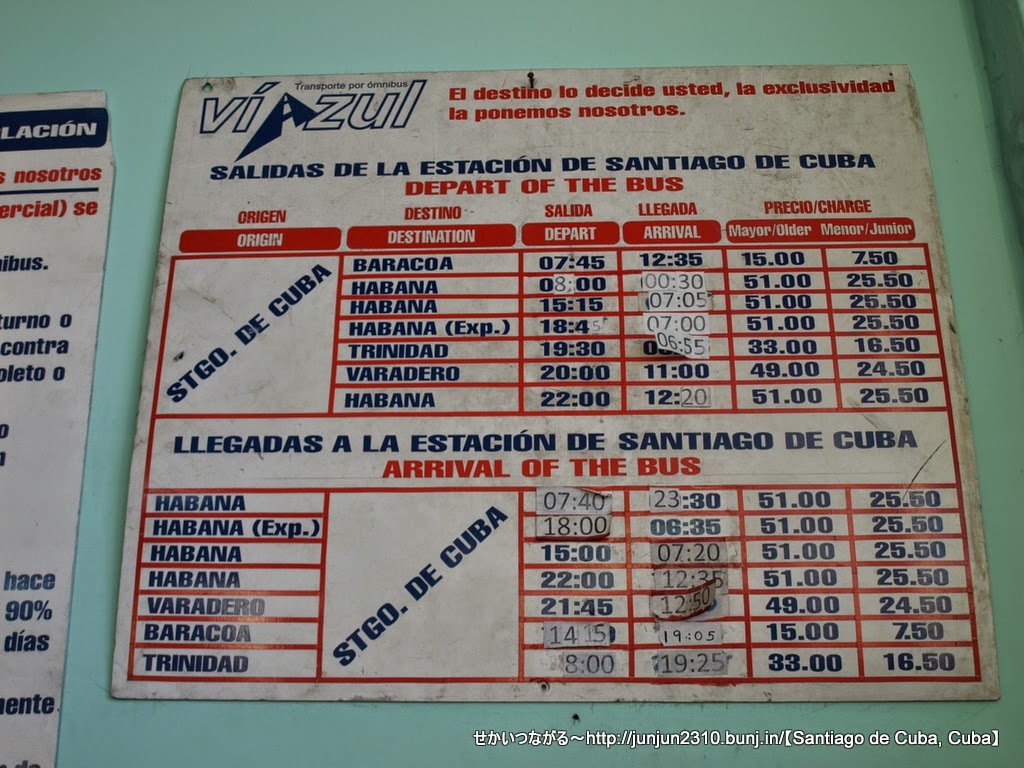 LACIÓN
s nosotros
ercial) se
nibus.
turno o
contra
pleto o
o
n
hace
90%
días
mente
Transporte por ómnibus
víAzul
El destino lo decide usted, la exclusividad
la ponemos nosotros.
SALIDAS DE LA ESTACIÓN DE SANTIAGO DE CUBA
DEPART OF THE BUS
ORIGEN DESTINO SALIDA LLEGADA PRECIO/CHARGE
ORIGIN DESTINATION DEPART ARRIVAL Mayor/Older Menor/Junior
STGO. DE CUBA
BARACOA 07:45 12:35 15.00 7.50
HABANA 08:00 00:30 51.00 25.50
HABANA 15:15 07:05 51.00 25.50
HABANA (Exp.) 18:45 07:00 51.00 25.50
TRINIDAD 19:30 06:55 33.00 16.50
VARADERO 20:00 11:00 49.00 24.50
HABANA 22:00 12:20 51.00 25.50
LLEGADAS A LA ESTACIÓN DE SANTIAGO DE CUBA
ARRIVAL OF THE BUS
HABANA 07:40 23:30 51.00 25.50
HABANA (Exp.) 18:00 06:35 51.00 25.50
HABANA 15:00 07:20 51.00 25.50
HABANA 22:00 12:35 51.00 25.50
VARADERO 21:45 12:50 49.00 24.50
BARACOA 14 15 19:05 15.00 7.50
TRINIDAD 8:00 19:25 33.00 16.50
STGO. DE CUBA
せかいつながる～http://junjun2310.bunj.in/【Santiago de Cuba, Cuba】